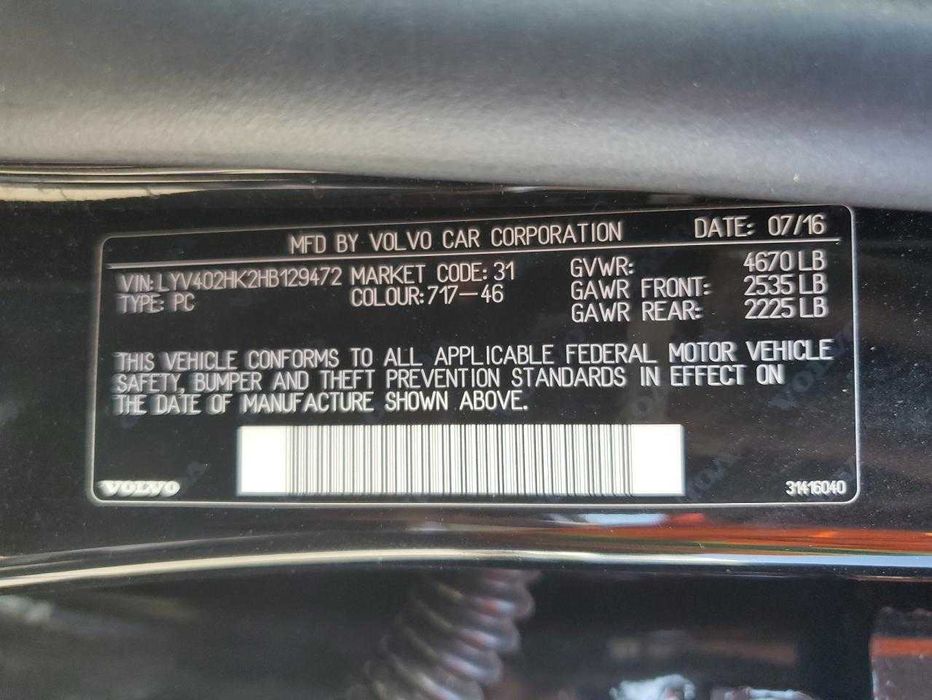 MFD BY VOLVO CAR CORPORATION DATE: 07/16
VIN: LYV402HK2HB129472 MARKET CODE: 31 GVWR: 4670 LB
TYPE: PC COLOUR: 717-46 GAWR FRONT: 2535 LB
GAWR REAR: 2225 LB
THIS VEHICLE CONFORMS TO ALL APPLICABLE FEDERAL MOTOR VEHICLE
SAFETY, BUMPER AND THEFT PREVENTION STANDARDS IN EFFECT ON
THE DATE OF MANUFACTURE SHOWN ABOVE.
VOLVO 31416040